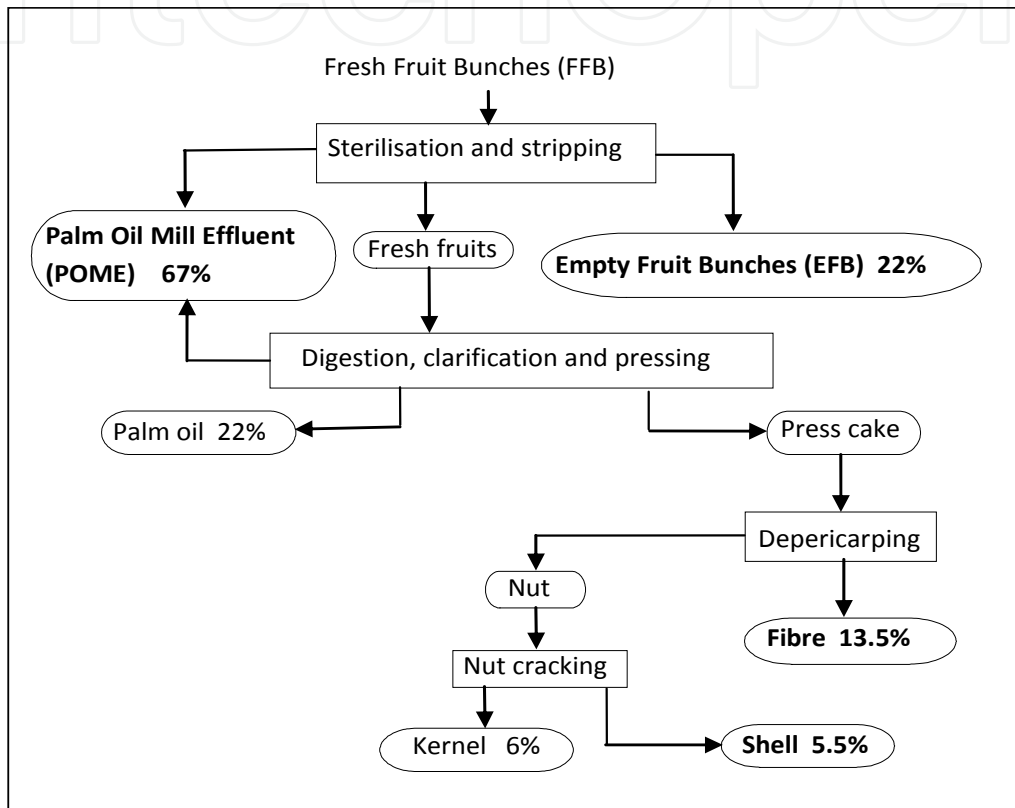 Fresh Fruit Bunches (FFB)
Sterilisation and stripping
Palm Oil Mill Effluent
(POME) 67%
Fresh fruits
Empty Fruit Bunches (EFB) 22%
Digestion, clarification and pressing
Palm oil 22%
Press cake
Depericarping
Nut
Fibre 13.5%
Nut cracking
Kernel 6%
Shell 5.5%